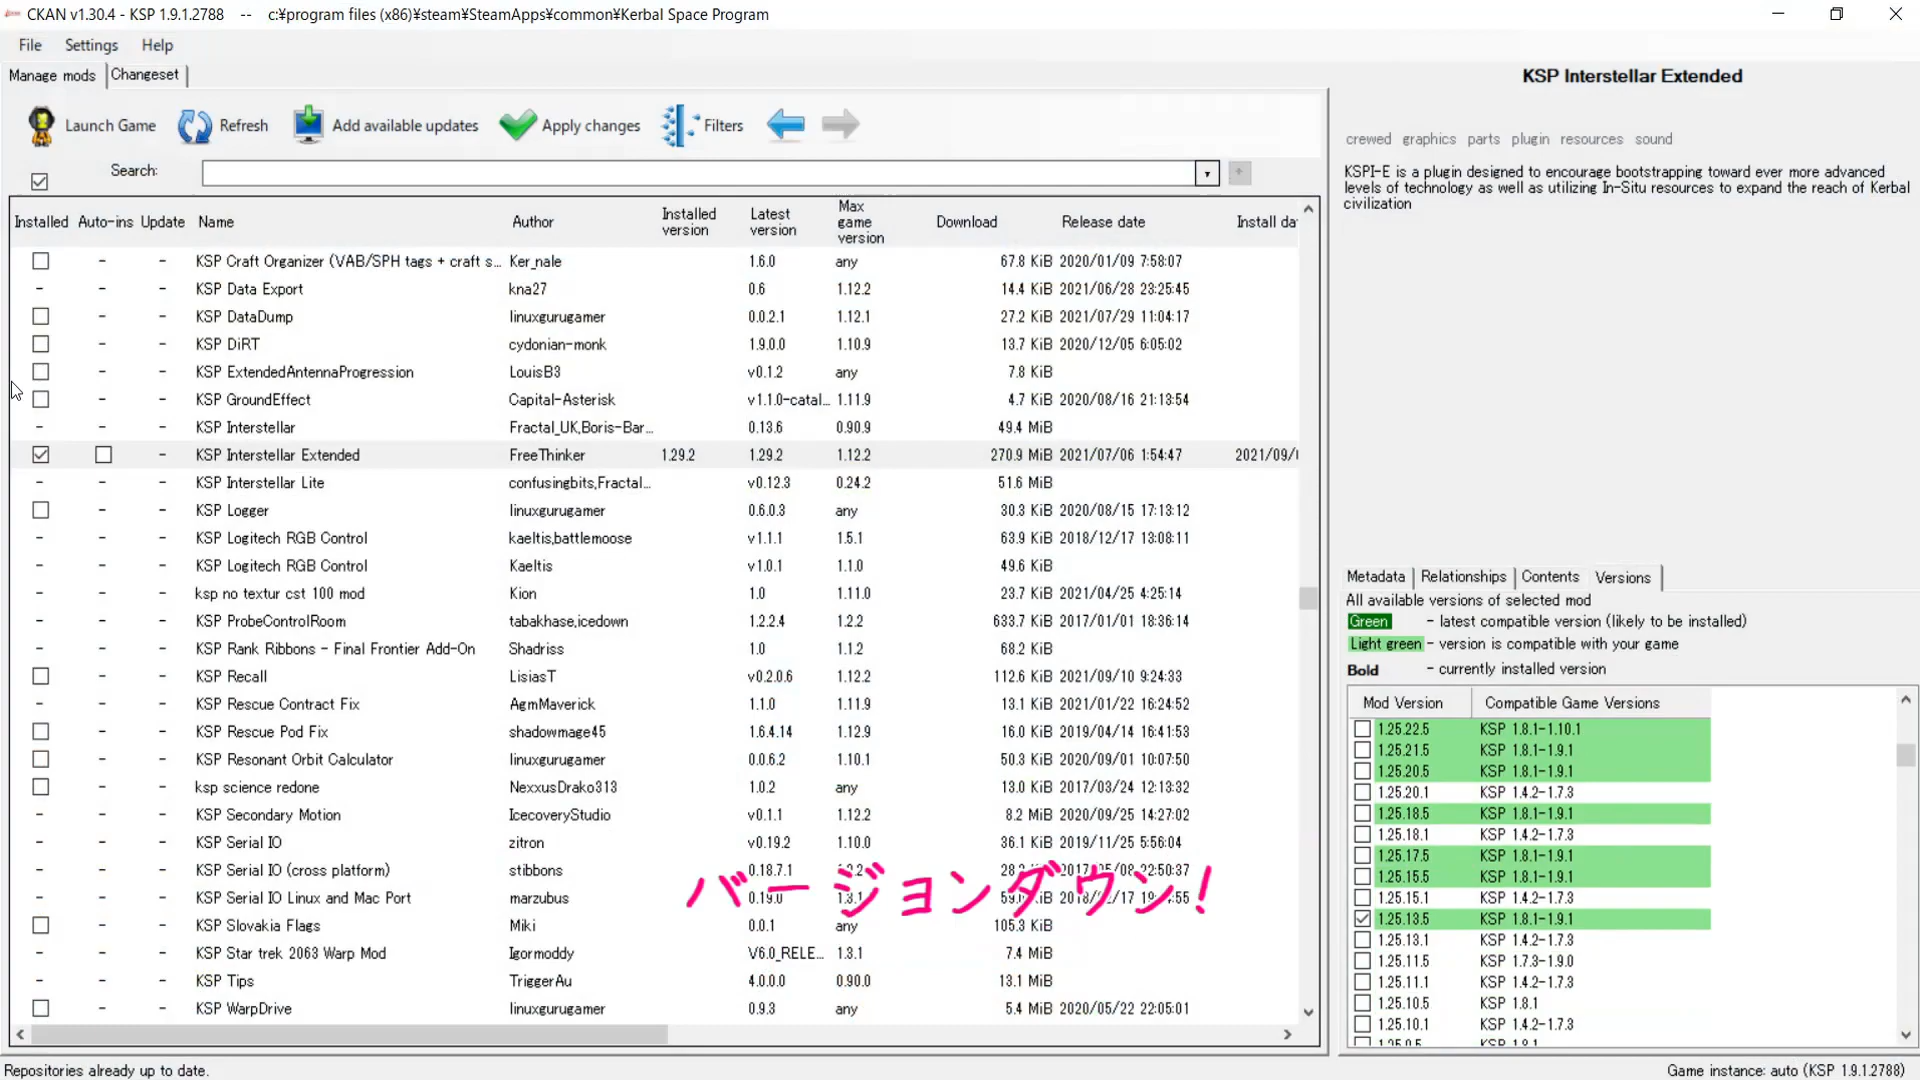 CKAN v1.30.4 - KSP 1.9.1.2788 -- c:¥program files (x86)¥steam¥SteamApps¥common¥Kerbal Space Program
File Settings Help
Manage mods Changeset
Launch Game Refresh Add available updates Apply changes Filters
Search:
Installed Auto-ins Update Name Author Installed version Latest version Max game version Download Release date Install da
- - KSP Craft Organizer (VAB/SPH tags + craft s... Ker_nale 1.6.0 any 67.8 KiB 2020/01/09 7:58:07
- - - KSP Data Export kna27 0.6 1.12.2 14.4 KiB 2021/06/28 23:25:45
- - KSP DataDump linuxgurugamer 0.0.2.1 1.12.1 27.2 KiB 2021/07/29 11:04:17
- - KSP DiRT cydonian-monk 1.9.0.0 1.10.9 13.7 KiB 2020/12/05 6:05:02
- - KSP ExtendedAntennaProgression LouisB3 v0.1.2 any 7.8 KiB
- - KSP GroundEffect Capital-Asterisk v1.1.0-catal... 1.11.9 4.7 KiB 2020/08/16 21:13:54
- - - KSP Interstellar Fractal_UK,Boris-Bar... 0.13.6 0.90.9 49.4 MiB
- KSP Interstellar Extended FreeThinker 1.29.2 1.29.2 1.12.2 270.9 MiB 2021/07/06 1:54:47 2021/09/
- - - KSP Interstellar Lite confusingbits,Fractal... v0.12.3 0.24.2 51.6 MiB
- - KSP Logger linuxgurugamer 0.6.0.3 any 30.3 KiB 2020/08/15 17:13:12
- - - KSP Logitech RGB Control kaeltis,battlemoose v1.1.1 1.5.1 63.9 KiB 2018/12/17 13:08:11
- - - KSP Logitech RGB Control Kaeltis v1.0.1 1.1.0 49.6 KiB
- - - ksp no textur cst 100 mod Kion 1.0 1.11.0 23.7 KiB 2021/04/25 4:25:14
- - - KSP ProbeControlRoom tabakhase,icedown 1.2.2.4 1.2.2 633.7 KiB 2017/01/01 18:36:14
- - - KSP Rank Ribbons - Final Frontier Add-On Shadriss 1.0 1.1.2 68.2 KiB
- - KSP Recall LisiasT v0.2.0.6 1.12.2 112.6 KiB 2021/09/10 9:24:33
- - - KSP Rescue Contract Fix AgmMaverick 1.1.0 1.11.9 13.1 KiB 2021/01/22 16:24:52
- - KSP Rescue Pod Fix shadowmage45 1.6.4.14 1.12.9 16.0 KiB 2019/04/14 16:41:53
- - KSP Resonant Orbit Calculator linuxgurugamer 0.0.6.2 1.10.1 50.3 KiB 2020/09/01 10:07:50
- - ksp science redone NexxusDrako313 1.0.2 any 13.0 KiB 2017/03/24 12:13:32
- - - KSP Secondary Motion IcecoveryStudio v0.1.1 1.12.2 8.2 MiB 2020/09/25 14:27:02
- - - KSP Serial IO zitron v0.19.2 1.10.0 36.1 KiB 2019/11/25 5:56:04
- - - KSP Serial IO (cross platform) stibbons 0.18.7.1
- - - KSP Serial IO Linux and Mac Port marzubus 0.19.0
バージョンダウン!
- - KSP Slovakia Flags Miki 0.0.1 any 105.3 KiB
- - - KSP Star trek 2063 Warp Mod Igormoddy V6.0_RELE... 1.3.1 7.4 MiB
- - - KSP Tips TriggerAu 4.0.0.0 0.90.0 13.1 MiB
- - KSP WarpDrive linuxgurugamer 0.9.3 any 5.4 MiB 2020/05/22 22:05:01
Repositories already up to date.
KSP Interstellar Extended
crewed graphics parts plugin resources sound
KSPI-E is a plugin designed to encourage bootstrapping toward ever more advanced
levels of technology as well as utilizing In-Situ resources to expand the reach of Kerbal
civilization
Metadata Relationships Contents Versions
All available versions of selected mod
Green - latest compatible version (likely to be installed)
Light green - version is compatible with your game
Bold - currently installed version
Mod Version Compatible Game Versions
1.25.22.5 KSP 1.8.1-1.10.1
1.25.21.5 KSP 1.8.1-1.9.1
1.25.20.5 KSP 1.8.1-1.9.1
1.25.20.1 KSP 1.4.2-1.7.3
1.25.18.5 KSP 1.8.1-1.9.1
1.25.18.1 KSP 1.4.2-1.7.3
1.25.17.5 KSP 1.8.1-1.9.1
1.25.15.5 KSP 1.8.1-1.9.1
1.25.15.1 KSP 1.4.2-1.7.3
1.25.13.5 KSP 1.8.1-1.9.1
1.25.13.1 KSP 1.4.2-1.7.3
1.25.11.5 KSP 1.7.3-1.9.0
1.25.11.1 KSP 1.4.2-1.7.3
1.25.10.5 KSP 1.8.1
1.25.10.1 KSP 1.4.2-1.7.3
Game instance: auto (KSP 1.9.1.2788)